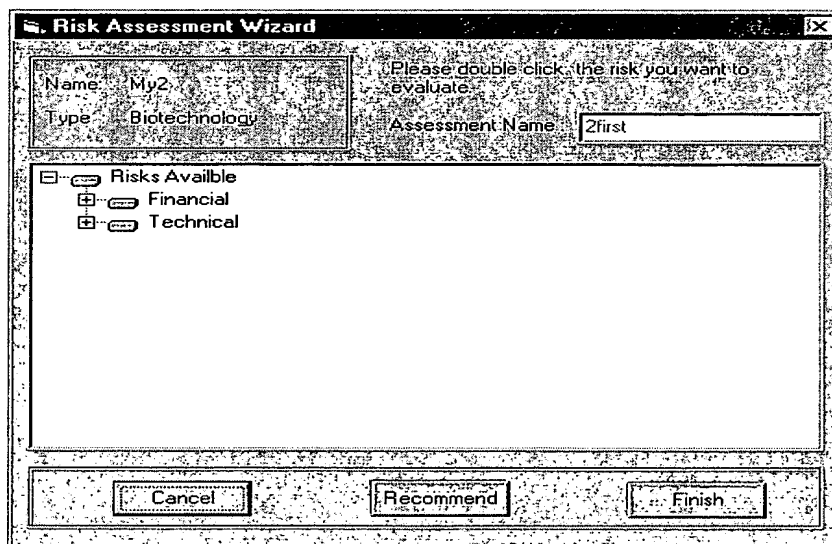 Risk Assessment Wizard
Name: My2
Type: Biotechnology
Please double click the risk you want to
evaluate
Assessment Name 2first
Risks Availble
Financial
Technical
Cancel Recommend Finish